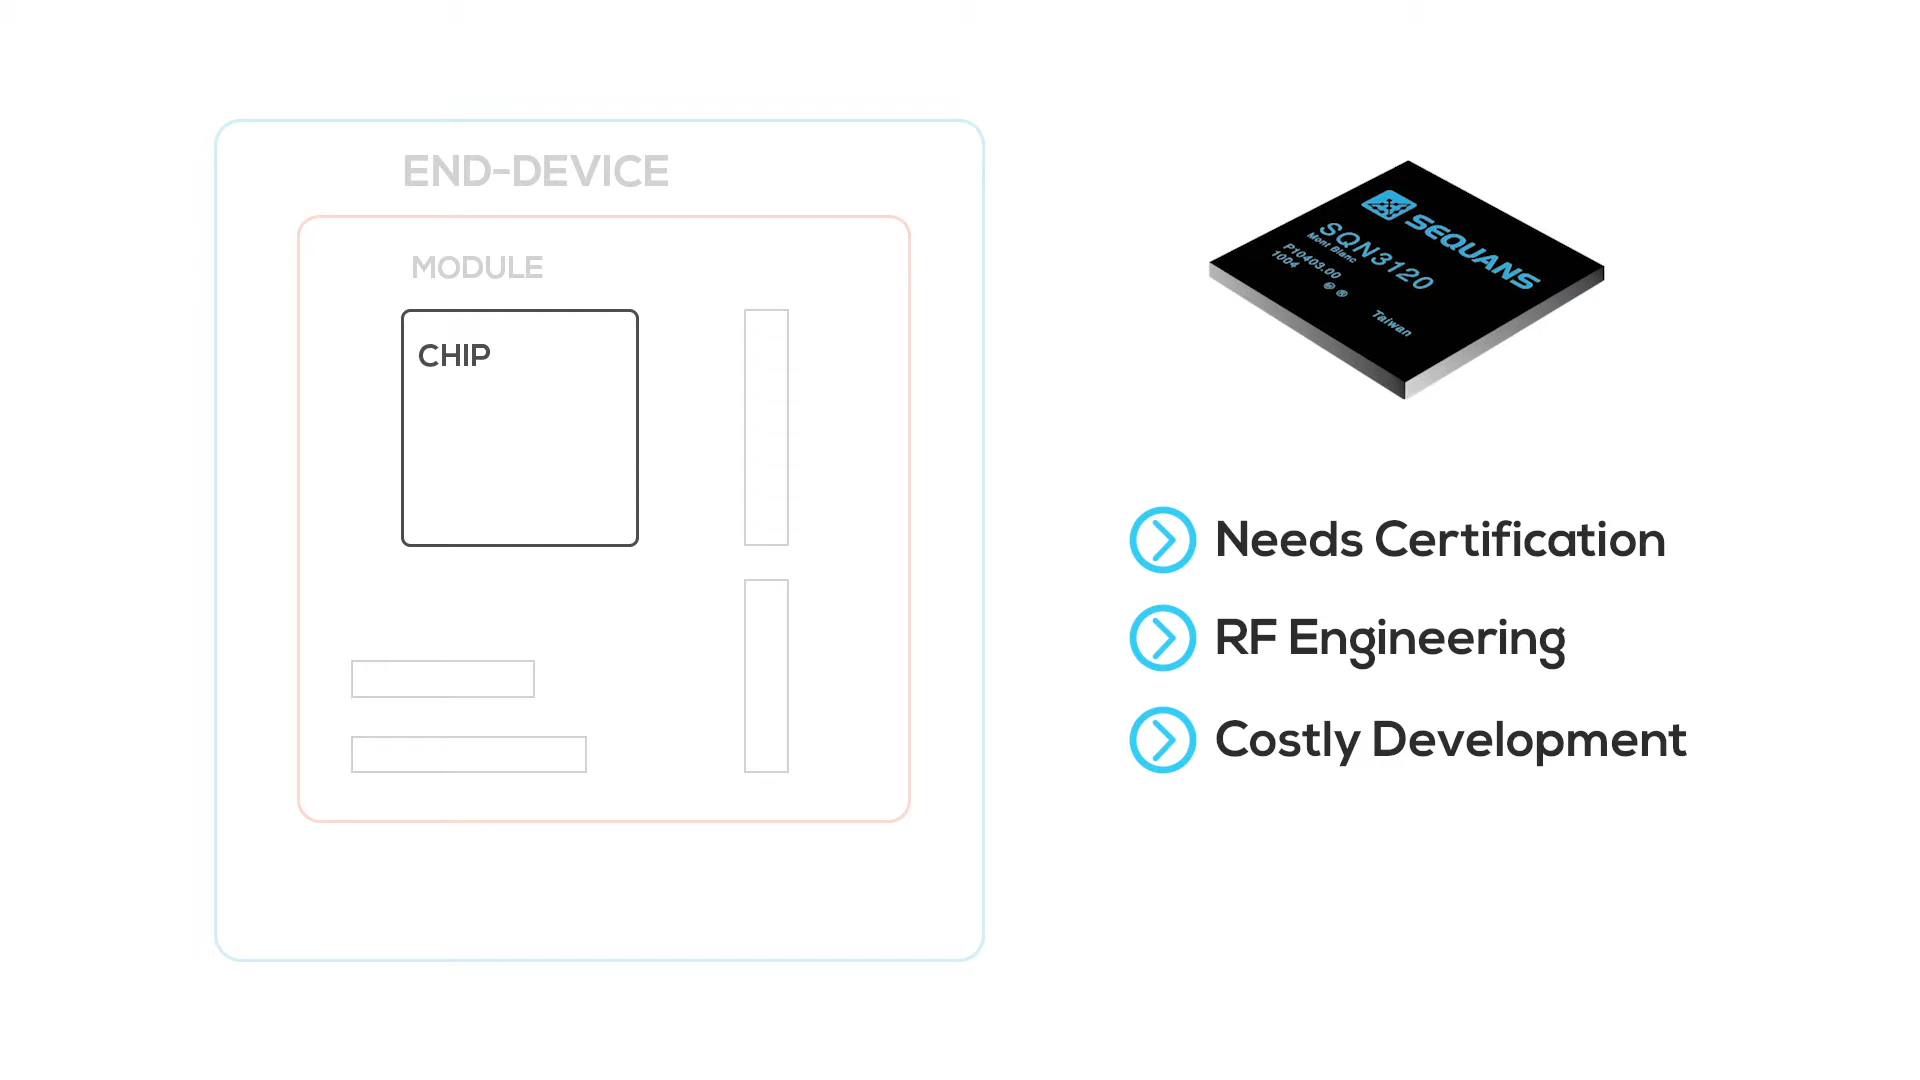 END-DEVICE
MODULE
CHIP
SEQUANS
SQN3120
Mont Blanc
P10403.00
1004
Taiwan
Needs Certification
RF Engineering
Costly Development